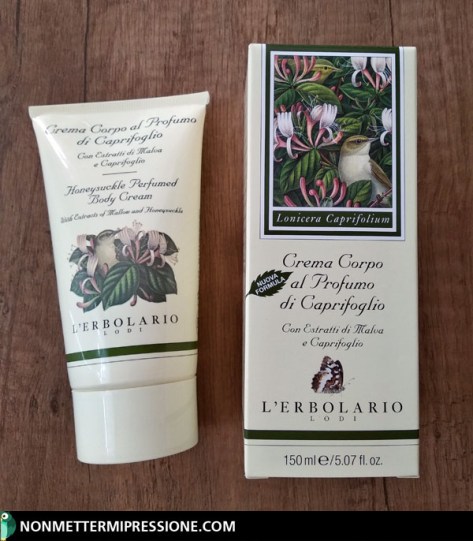 Crema Corpo al Profumo
di Caprifoglio
Con Estratti di Malva
e Caprifoglio
Honeysuckle Perfumed
Body Cream
With Extracts of Mallow and Honeysuckle
L'ERBOLARIO
LODI
Lonicera Caprifolium
NUOVA
FORMULA
Crema Corpo
al Profumo
di Caprifoglio
Con Estratti di Malva
e Caprifoglio
L'ERBOLARIO
LODI
150 ml e/5.07 fl. oz.
NONMETTERMIPRESSIONE.COM